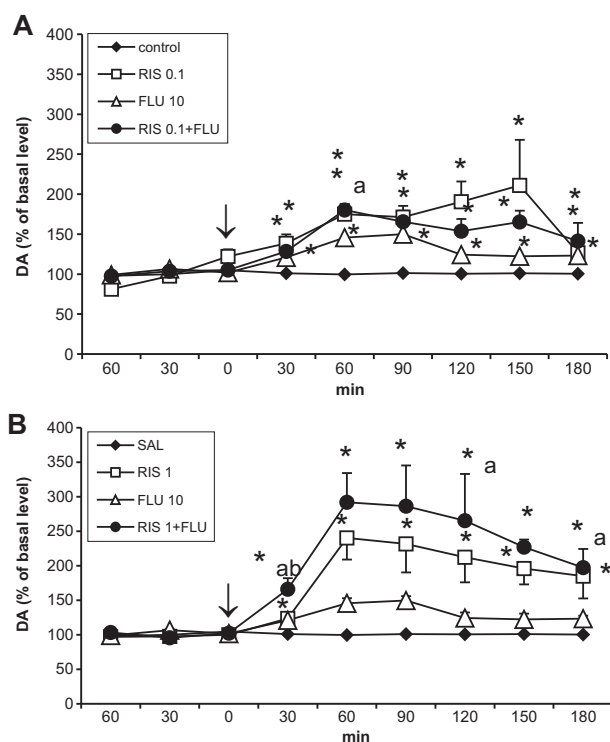 A
control
RIS 0.1
FLU 10
RIS 0.1+FLU
DA (% of basal level)
400
350
300
250
200
150
100
50
0
* * * * * * * * a * * * * * * * * * * * *
60 30 0 30 60 90 120 150 180
min
B
SAL
RIS 1
FLU 10
RIS 1+FLU
DA (% of basal level)
400
350
300
250
200
150
100
50
0
* * * a * a
* ab * * * * * *
60 30 0 30 60 90 120 150 180
min